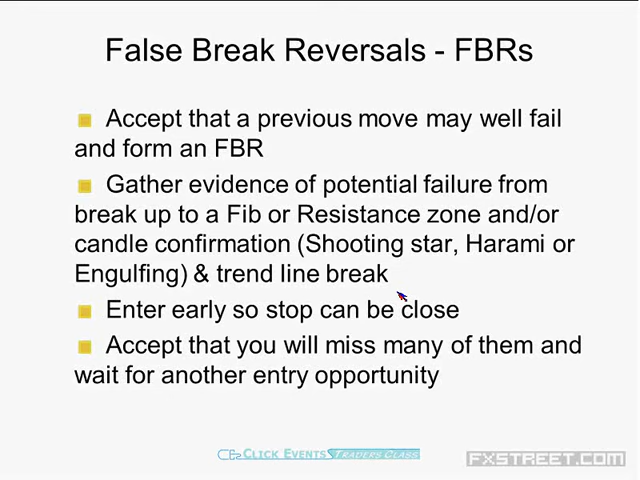 False Break Reversals - FBRs
Accept that a previous move may well fail
and form an FBR
Gather evidence of potential failure from
break up to a Fib or Resistance zone and/or
candle confirmation (Shooting star, Harami or
Engulfing) & trend line break
Enter early so stop can be close
Accept that you will miss many of them and
wait for another entry opportunity
CLICK EVENTS TRADERS CLASS
FXSTREET.COM